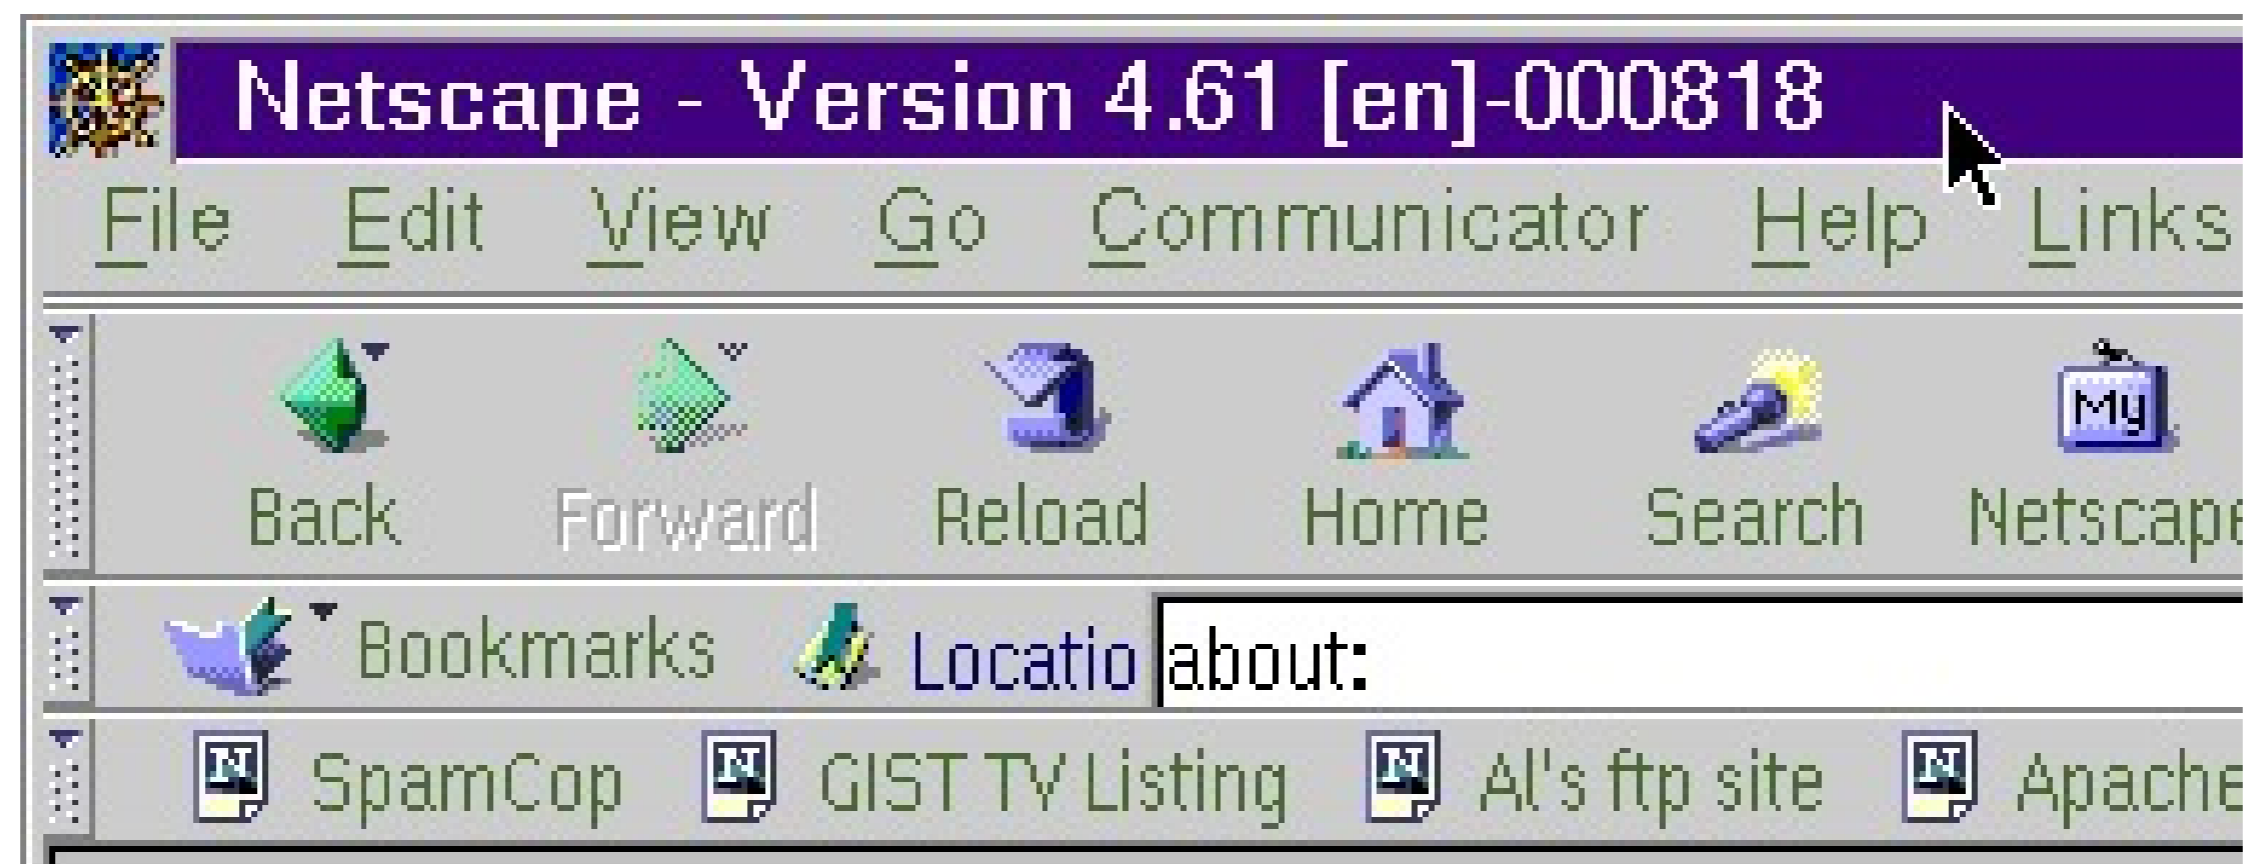 Netscape - Version 4.61 [en]-000818
File Edit View Go Communicator Help Links
My
Back Forward Reload Home Search Netscape
Bookmarks Locatio about:
N SpamCop N GIST TV Listing N Al's ftp site N Apache